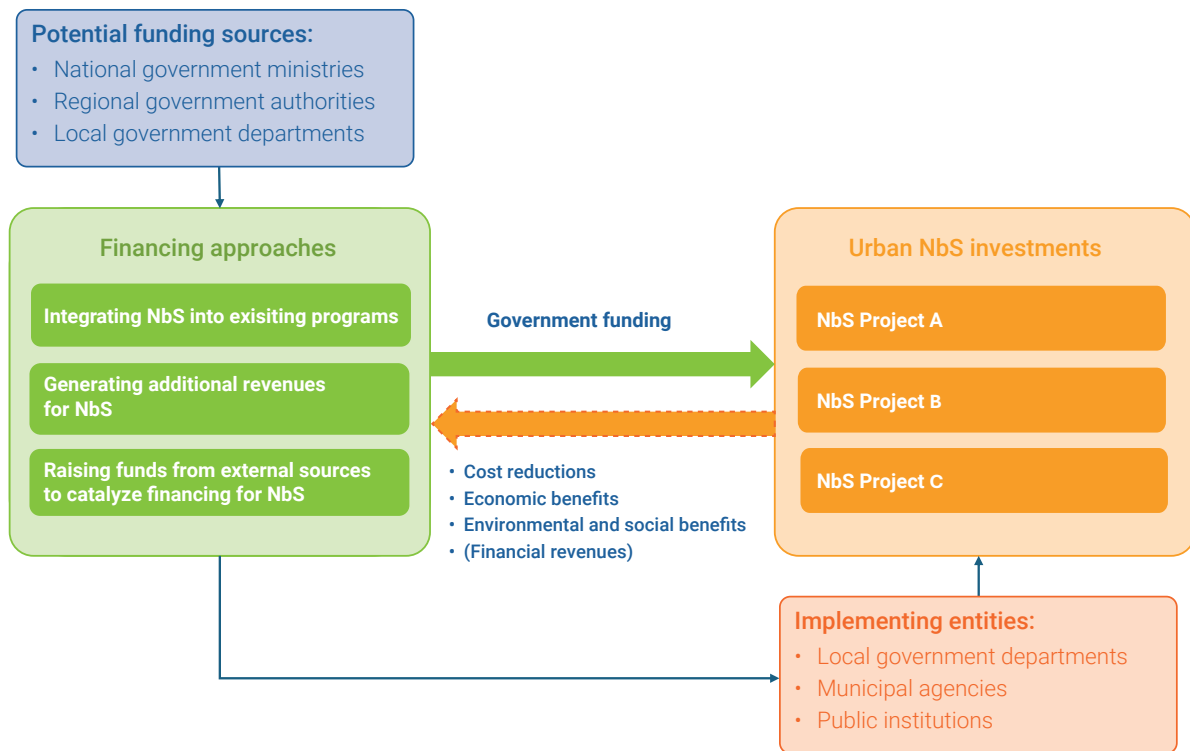 Potential funding sources:
• National government ministries
• Regional government authorities
• Local government departments
Financing approaches
Integrating NbS into exisiting programs
Generating additional revenues
for NbS
Raising funds from external sources
to catalyze financing for NbS
Government funding
• Cost reductions
• Economic benefits
• Environmental and social benefits
• (Financial revenues)
Urban NbS investments
NbS Project A
NbS Project B
NbS Project C
Implementing entities:
• Local government departments
• Municipal agencies
• Public institutions